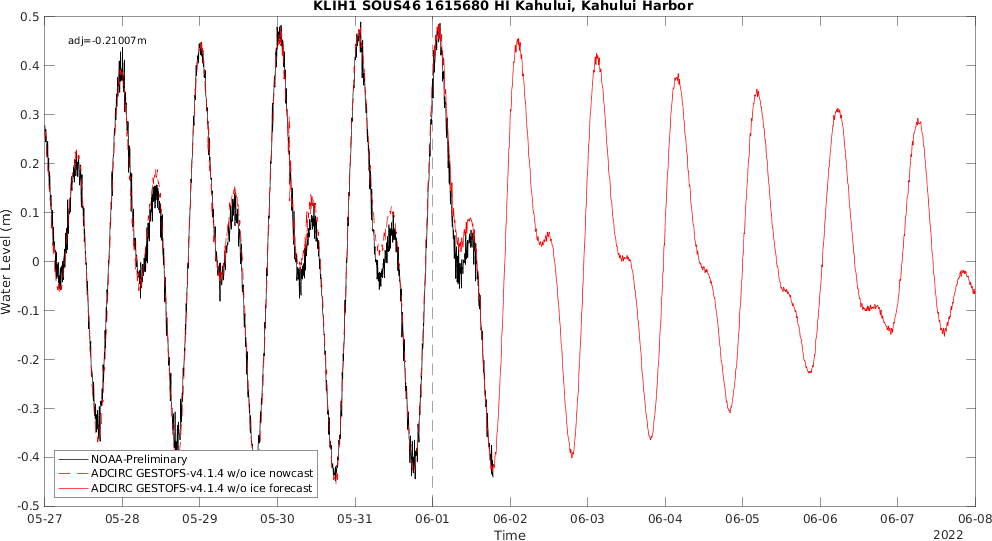 KLIH1 SOUS46 1615680 HI Kahului, Kahului Harbor
adj=-0.21007m
0.5
0.4
0.3
0.2
0.1
0
-0.1
-0.2
-0.3
-0.4
-0.5
Water Level (m)
NOAA-Preliminary
ADCIRC GESTOFS-v4.1.4 w/o ice nowcast
ADCIRC GESTOFS-v4.1.4 w/o ice forecast
05-27 05-28 05-29 05-30 05-31 06-01 06-02 06-03 06-04 06-05 06-06 06-07 06-08
Time
2022